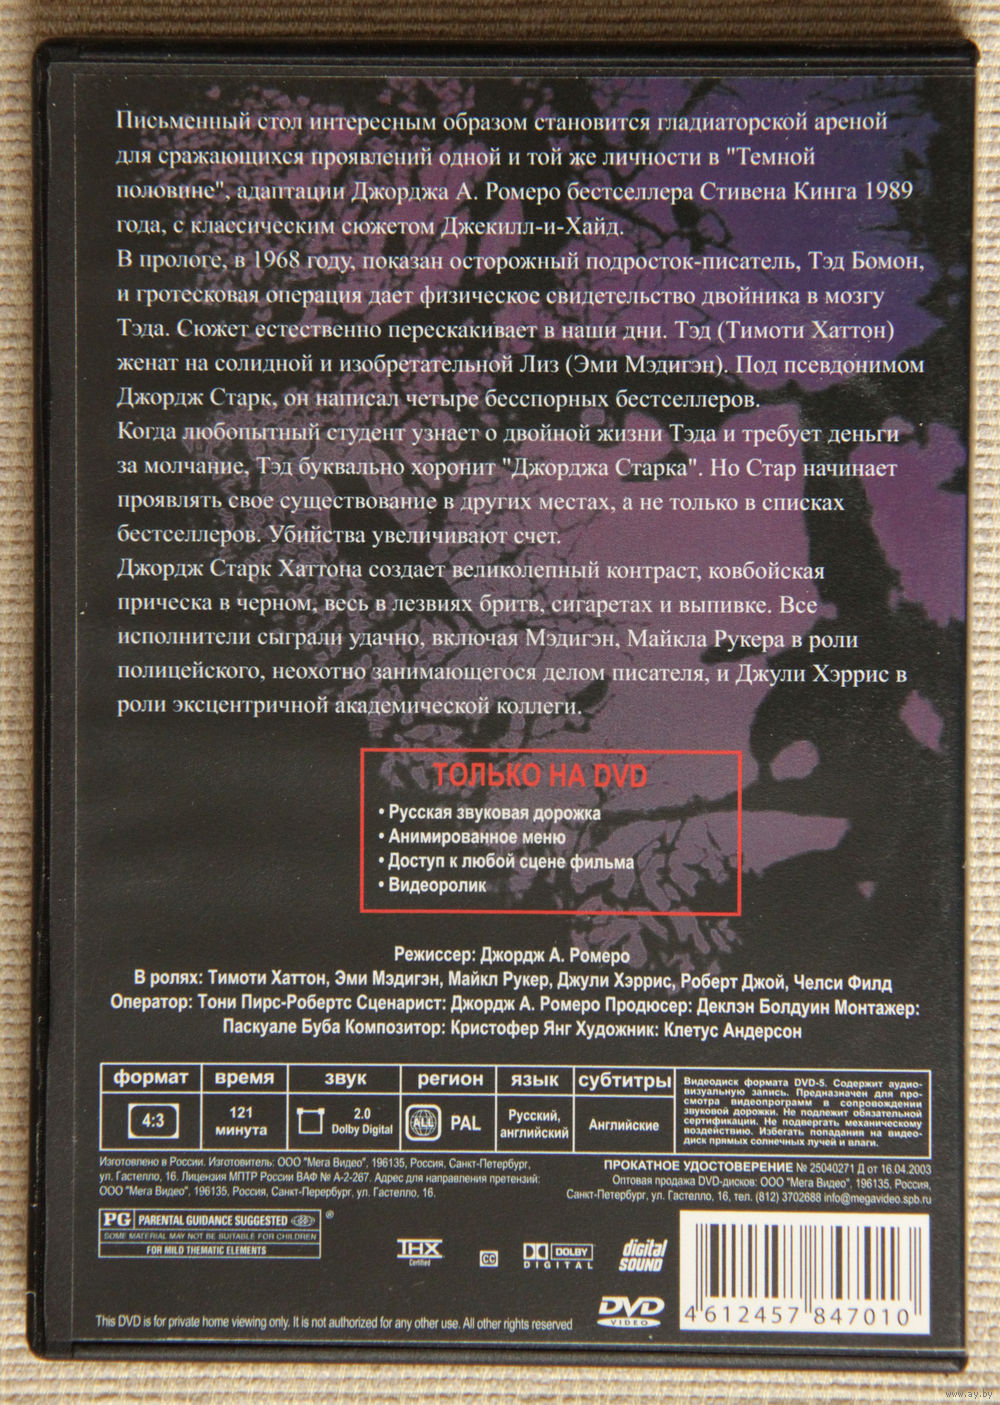 Письменный стол интересным образом становится гладиаторской ареной
для сражающихся проявлений одной и той же личности в "Темной
половине", адаптации Джорджа А. Ромеро бестселлера Стивена Кинга 1989
года, с классическим сюжетом Джекилл-и-Хайд.
В прологе, в 1968 году, показан осторожный подросток-писатель, Тэд Бомон,
и гротесковая операция дает физическое свидетельство двойника в мозгу
Тэда. Сюжет естественно перескакивает в наши дни. Тэд (Тимоти Хаттон)
женат на солидной и изобретательной Лиз (Эми Мэдигэн). Под псевдонимом
Джордж Старк, он написал четыре бесспорных бестселлеров.
Когда любопытный студент узнает о двойной жизни Тэда и требует деньги
за молчание, Тэд буквально хоронит "Джорджа Старка". Но Стар начинает
проявлять свое существование в других местах, а не только в списках
бестселлеров. Убийства увеличивают счет.
Джордж Старк Хаттона создает великолепный контраст, ковбойская
прическа в черном, весь в лезвиях бритв, сигаретах и выпивке. Все
исполнители сыграли удачно, включая Мэдигэн, Майкла Рукера в роли
полицейского, неохотно занимающегося делом писателя, и Джули Хэррис в
роли эксцентричной академической коллеги.
ТОЛЬКО НА DVD
• Русская звуковая дорожка
• Анимированное меню
• Доступ к любой сцене фильма
• Видеоролик
Режиссер: Джордж А. Ромеро
В ролях: Тимоти Хаттон, Эми Мэдигэн, Майкл Рукер, Джули Хэррис, Роберт Джой, Челси Филд
Оператор: Тони Пирс-Робертс Сценарист: Джордж А. Ромеро Продюсер: Деклэн Болдуин Монтажер:
Паскуале Буба Композитор: Кристофер Янг Художник: Клетус Андерсон
формат время звук регион язык субтитры
4:3
121
минута
2.0
Dolby Digital
ALL PAL
Русский,
английский
Английские
Видеодиск формата DVD-5. Содержит аудио-
визуальную запись. Предназначен для про-
смотра видеопрограмм в сопровождении
звуковой дорожки. Не подлежит обязательной
сертификации. Не подвергать механическому
воздействию. Избегать попадания на видео-
диск прямых солнечных лучей и влаги.
Изготовлено в России. Изготовитель: ООО "Мега Видео", 196135, Россия, Санкт-Петербург,
ул. Гастелло, 16. Лицензия МПТР России ВАФ № А-2-267. Адрес для направления претензий:
ООО "Мега Видео", 196135, Россия, Санкт-Перербург, ул. Гастелло, 16.
ПРОКАТНОЕ УДОСТОВЕРЕНИЕ № 25040271 Д от 16.04.2003
Оптовая продажа DVD-дисков: ООО "Мега Видео", 196135, Россия,
Санкт-Петербург, ул. Гастелло, 16, тел. (812) 3702688 info@megavideo.spb.ru
PG PARENTAL GUIDANCE SUGGESTED ®
SOME MATERIAL MAY NOT BE SUITABLE FOR CHILDREN
FOR MILD THEMATIC ELEMENTS
THX
Certified
CC
DOLBY
DIGITAL
digital
SOUND
DVD
VIDEO
4 612457 847010
This DVD is for private home viewing only. It is not authorized for any other use. All other rights reserved
www.ay.by